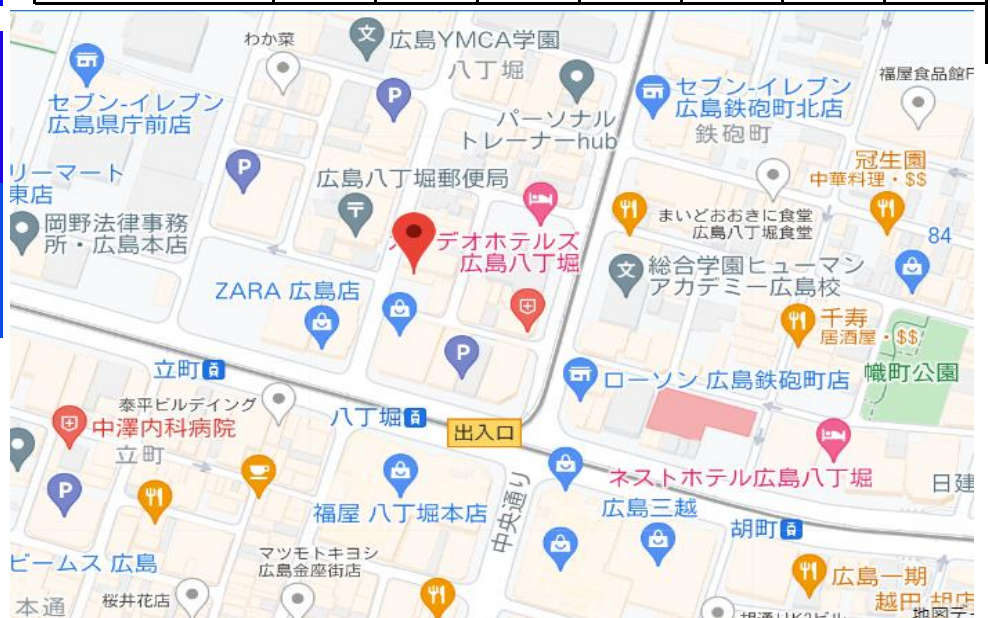 わか菜
広島YMCA学園
八丁堀
セブン-イレブン
広島県庁前店
P
パーソナル
トレーナーhub
セブン-イレブン
広島鉄砲町北店
鉄砲町
福屋食品館F
リーマート
東店
P
広島八丁堀郵便局
冠生園
中華料理・$$
岡野法律事務
所・広島本店
デオホテルズ
広島八丁堀
まいどおおきに食堂
広島八丁堀食堂
84
総合学園ヒューマン
アカデミー広島校
ZARA 広島店
千寿
居酒屋・$$
P
立町
ローソン 広島鉄砲町店
幟町公園
泰平ビルディング
中澤内科病院
立町
八丁堀
出入口
P
福屋 八丁堀本店
中央通り
ネストホテル広島八丁堀
日建
広島三越
胡町
ビームス 広島
マツモトキヨシ
広島金座街店
広島一期
越田 胡店
本通
桜井花店
地図デー